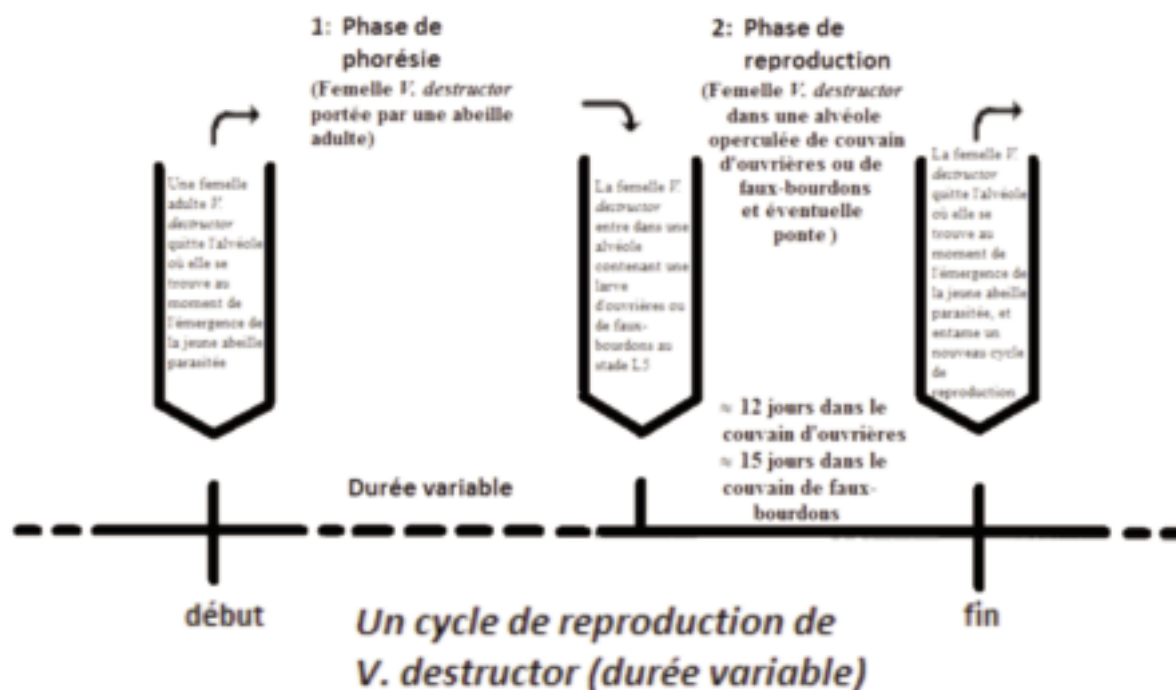 1: Phase de
phorésie
(Femelle V. destructor
portée par une abeille
adulte)
2: Phase de
reproduction
(Femelle V. destructor
dans une alvéole
operculée de couvain
d'ouvrières ou de
faux-bourdons
et éventuelle
ponte )
Une femelle
adulte V.
destructor
quitte l'alvéole
où elle se
trouve au
moment de
l'émergence de
la jeune abeille
parasitée
La femelle V.
destructor
entre dans une
alvéole
contenant une
larve
d'ouvrières ou
de faux-
bourdons au
stade L5
La femelle V.
destructor
quitte l'alvéole
où elle se
trouve au
moment de
l'émergence de
la jeune abeille
parasitée, et
entame un
nouveau cycle
de
reproduction
≈ 12 jours dans le
couvain d'ouvrières
≈ 15 jours dans le
couvain de faux-
bourdons
Durée variable
début
fin
Un cycle de reproduction de
V. destructor (durée variable)